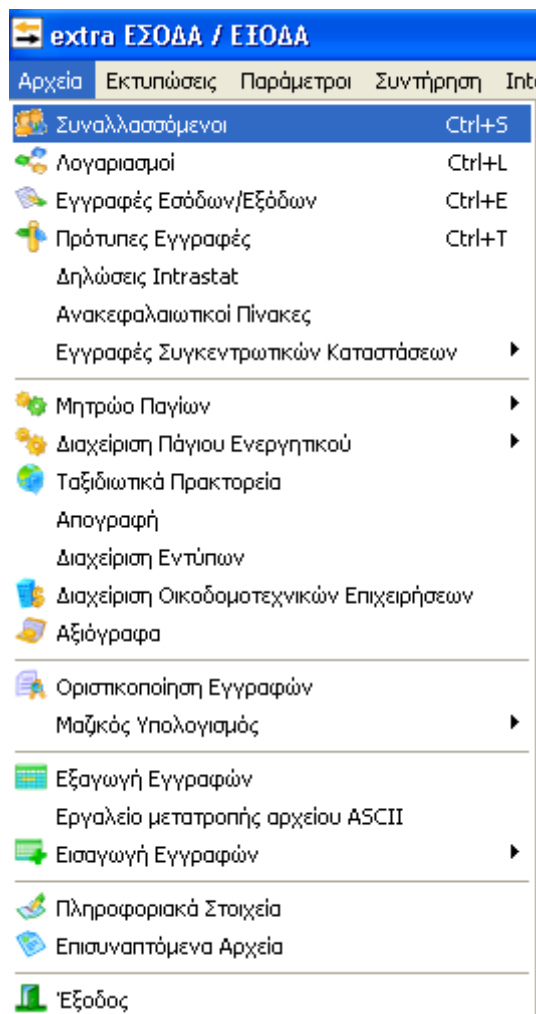 extra ΕΣΟΔΑ / ΕΞΟΔΑ
Αρχεία Εκτυπώσεις Παράμετροι Συντήρηση Int
Συναλλασσόμενοι Ctrl+S
Λογαριασμοί Ctrl+L
Εγγραφές Εσόδων/Εξόδων Ctrl+E
Πρότυπες Εγγραφές Ctrl+T
Δηλώσεις Intrastat
Ανακεφαλαιωτικοί Πίνακες
Εγγραφές Συγκεντρωτικών Καταστάσεων
Μητρώο Παγίων
Διαχείριση Πάγιου Ενεργητικού
Ταξιδιωτικά Πρακτορεία
Απογραφή
Διαχείριση Εντύπων
Διαχείριση Οικοδομοτεχνικών Επιχειρήσεων
Αξιόγραφα
Οριστικοποίηση Εγγραφών
Μαζικός Υπολογισμός
Εξαγωγή Εγγραφών
Εργαλείο μετατροπής αρχείου ASCII
Εισαγωγή Εγγραφών
Πληροφοριακά Στοιχεία
Επισυναπτόμενα Αρχεία
Έξοδος